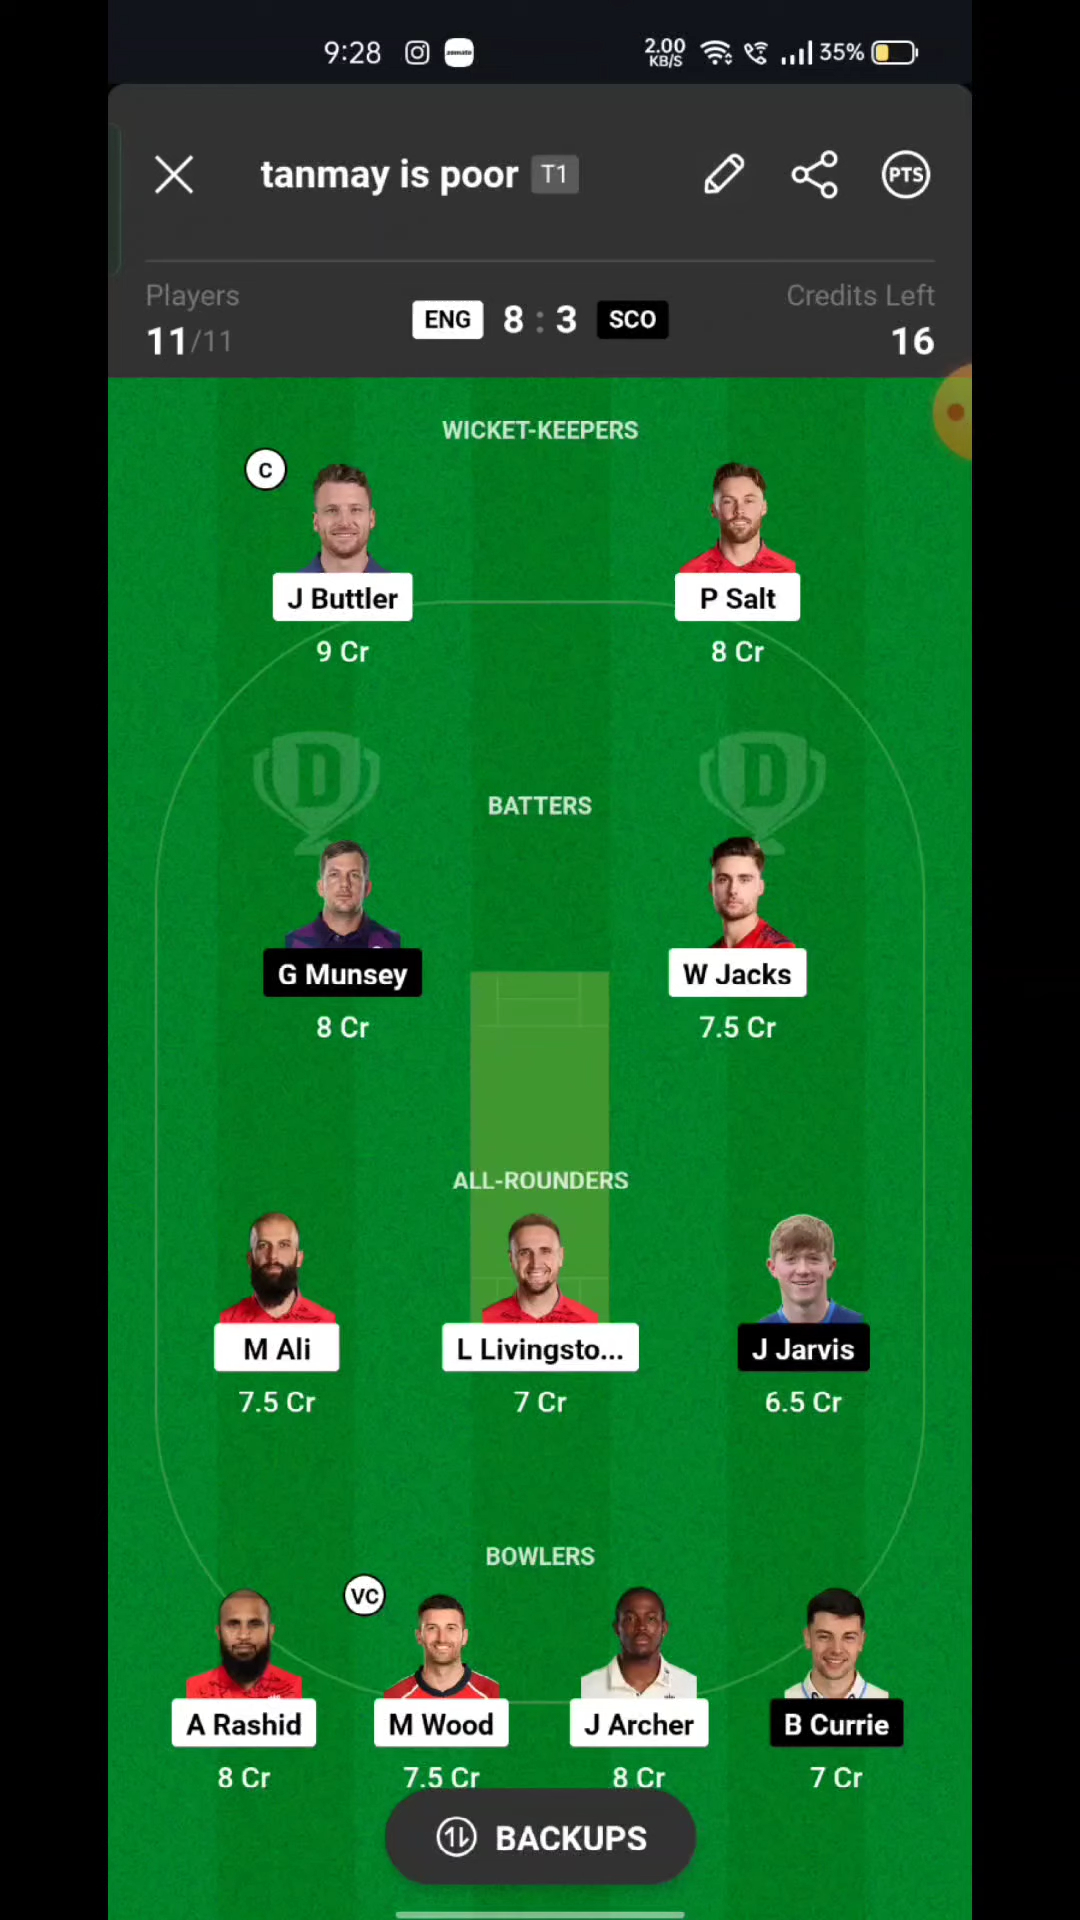 9:28 zomato 2.00 KB/S 35%
tanmay is poor T1 PTS
Players Credits Left
11/11 ENG 8 : 3 SCO 16
WICKET-KEEPERS
C
J Buttler P Salt
9 Cr 8 Cr
D D
BATTERS
G Munsey W Jacks
8 Cr 7.5 Cr
ALL-ROUNDERS
M Ali L Livingsto... J Jarvis
7.5 Cr 7 Cr 6.5 Cr
BOWLERS
VC
A Rashid M Wood J Archer B Currie
8 Cr 7.5 Cr 8 Cr 7 Cr
BACKUPS